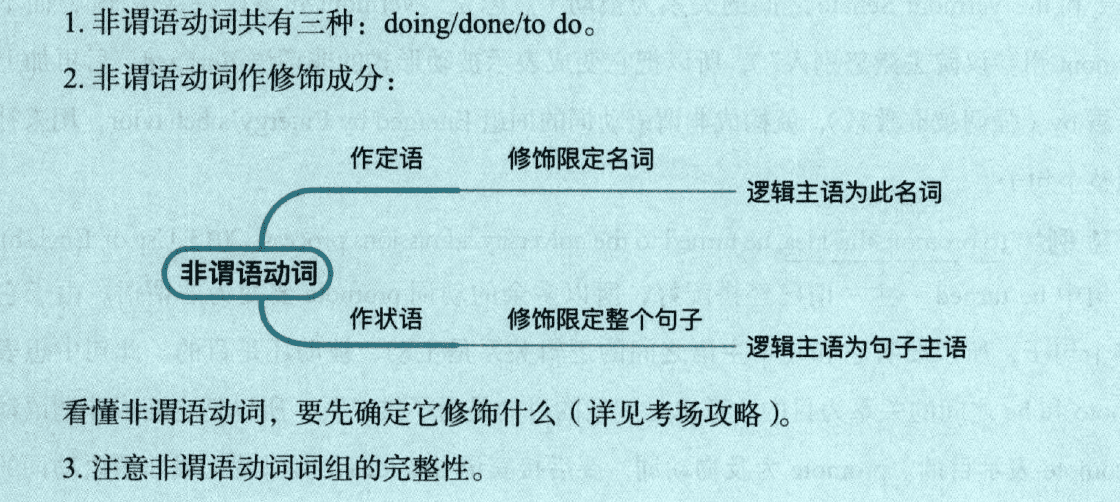 1. 非谓语动词共有三种：doing/done/to do。
2. 非谓语动词作修饰成分：
作定语 修饰限定名词
逻辑主语为此名词
非谓语动词
作状语 修饰限定整个句子
逻辑主语为句子主语
看懂非谓语动词，要先确定它修饰什么（详见考场攻略）。
3. 注意非谓语动词词组的完整性。